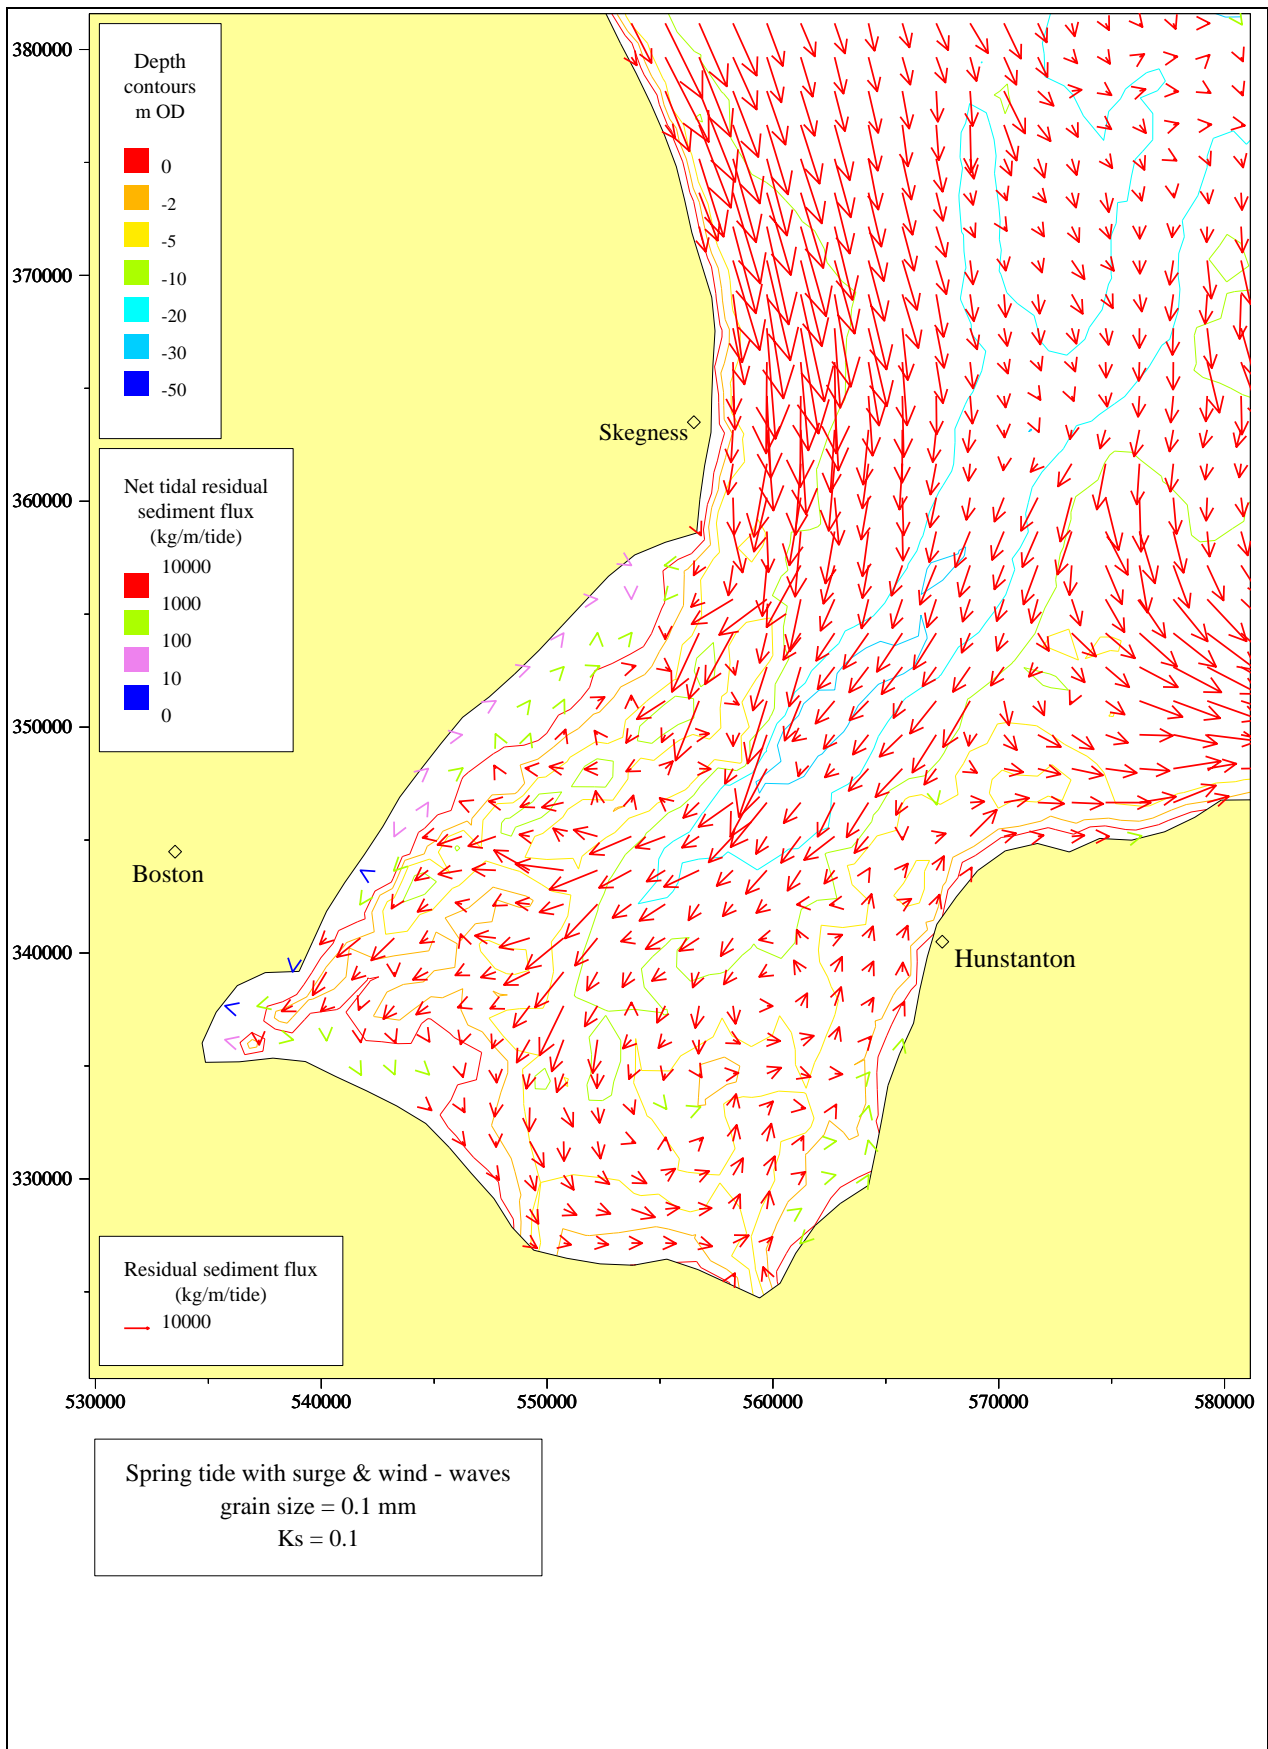 380000
370000
360000
350000
340000
330000
Depth
contours
m OD
0
-2
-5
-10
-20
-30
-50
Net tidal residual
sediment flux
(kg/m/tide)
10000
1000
100
10
0
Skegness
Boston
Hunstanton
Residual sediment flux
(kg/m/tide)
10000
530000 540000 550000 560000 570000 580000
Spring tide with surge & wind - waves
grain size = 0.1 mm
Ks = 0.1